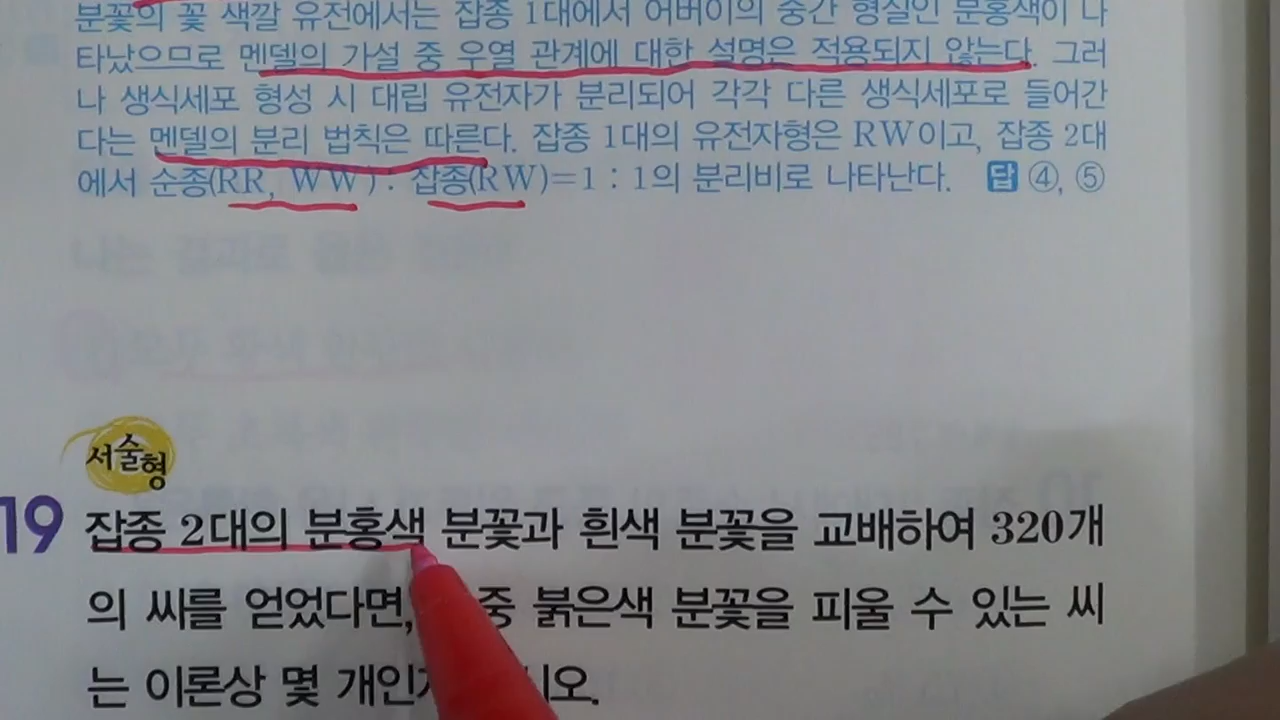 분꽃의 꽃 색깔 유전에서는 잡종 1대에서 어버이의 중간 형질인 분홍색이 나
타났으므로 멘델의 가설 중 우열 관계에 대한 설명은 적용되지 않는다. 그러
나 생식세포 형성 시 대립 유전자가 분리되어 각각 다른 생식세포로 들어간
다는 멘델의 분리 법칙은 따른다. 잡종 1대의 유전자형은 RW이고, 잡종 2대
에서 순종(RR, WW) : 잡종(RW)=1 : 1의 분리비로 나타난다. 답 ④, ⑤
서술형
19 잡종 2대의 분홍색 분꽃과 흰색 분꽃을 교배하여 320개
의 씨를 얻었다면, 중 붉은색 분꽃을 피울 수 있는 씨
는 이론상 몇 개인지 시오.